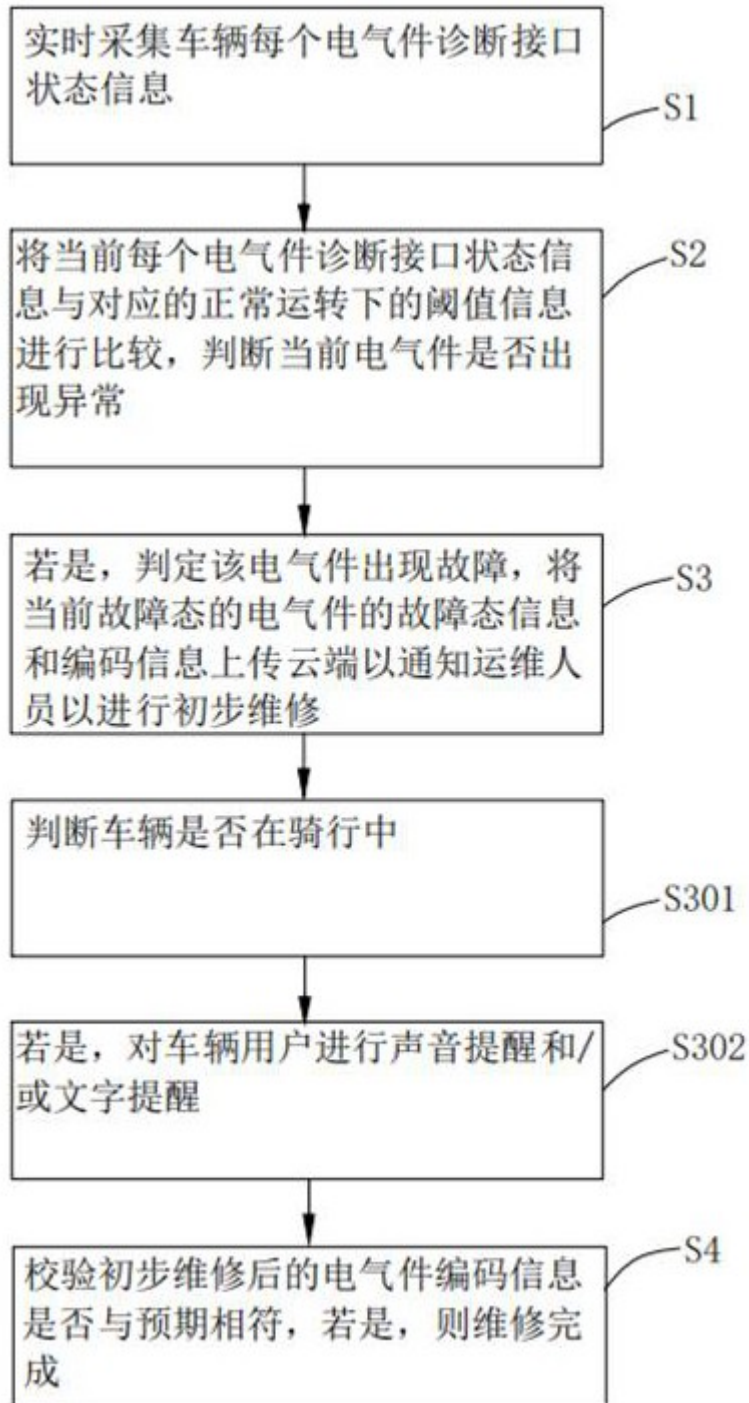 实时采集车辆每个电气件诊断接口
状态信息
S1
将当前每个电气件诊断接口状态信
息与对应的正常运转下的阈值信息
进行比较，判断当前电气件是否出
现异常
S2
若是，判定该电气件出现故障，将
当前故障态的电气件的故障态信息
和编码信息上传云端以通知运维人
员以进行初步维修
S3
判断车辆是否在骑行中
S301
若是，对车辆用户进行声音提醒和/
或文字提醒
S302
校验初步维修后的电气件编码信息
是否与预期相符，若是，则维修完
成
S4